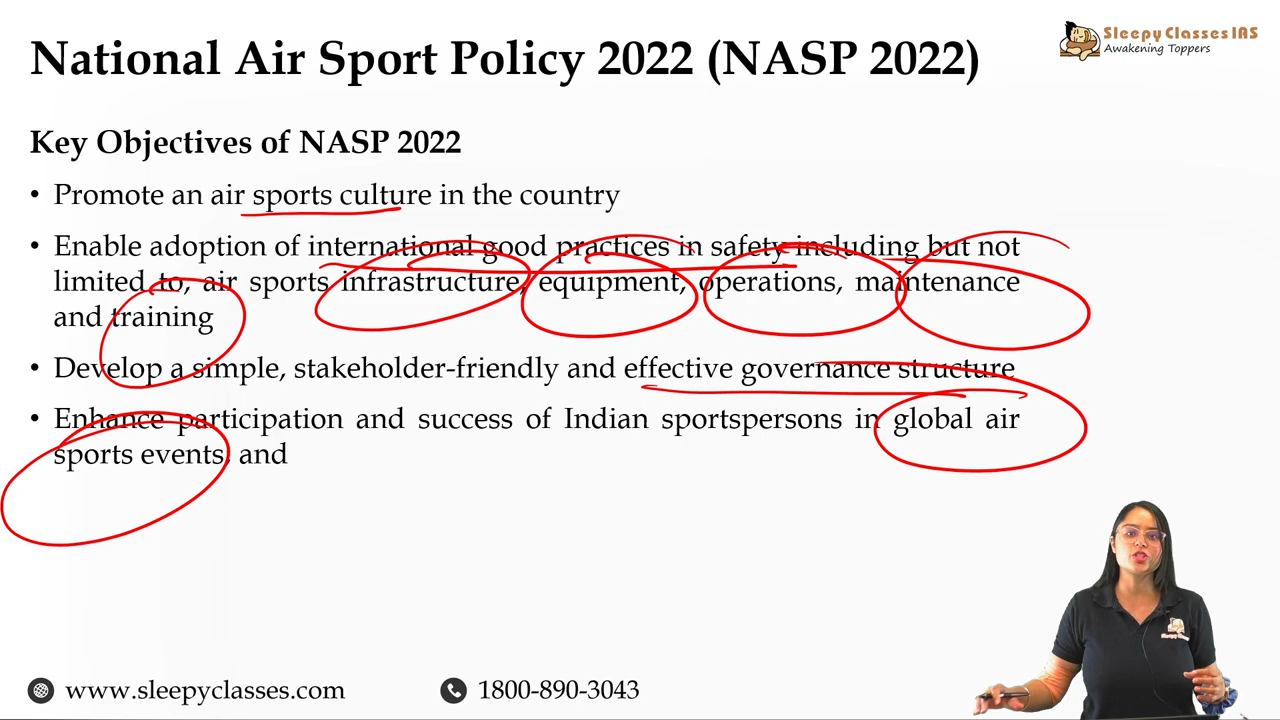 National Air Sport Policy 2022 (NASP 2022)
Sleepy Classes IAS
Awakening Toppers
Key Objectives of NASP 2022
• Promote an air sports culture in the country
• Enable adoption of international good practices in safety including but not
limited to, air sports infrastructure, equipment, operations, maintenance
and training
• Develop a simple, stakeholder-friendly and effective governance structure
• Enhance participation and success of Indian sportspersons in global air
sports events, and
www.sleepyclasses.com
1800-890-3043